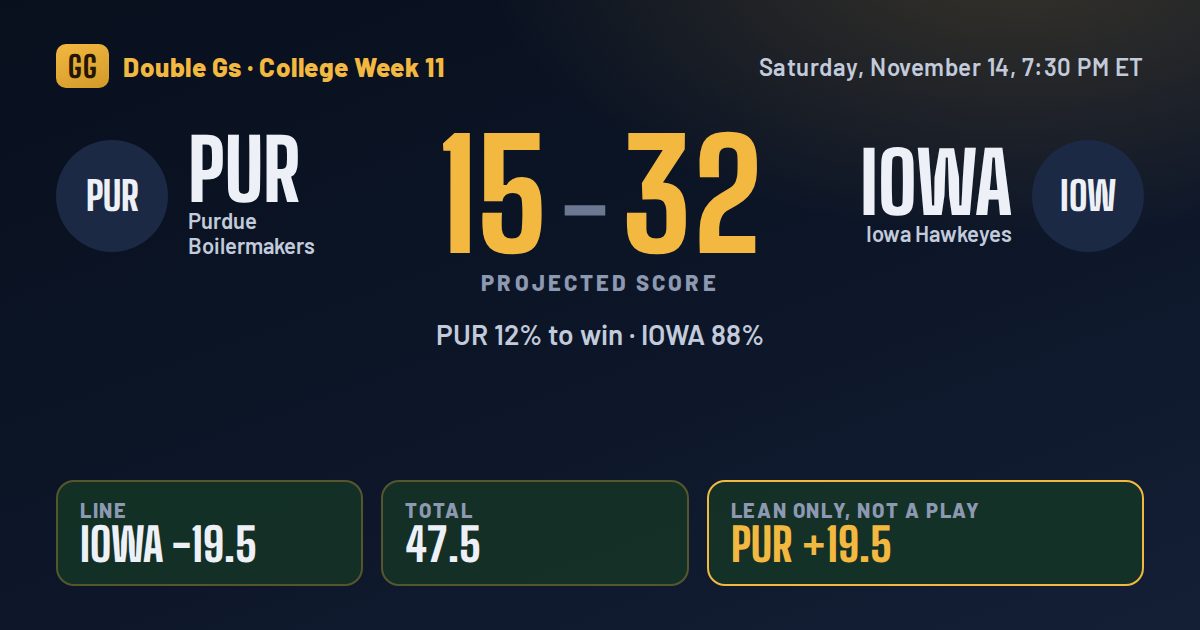 GG Double Gs · College Week 11
Saturday, November 14, 7:30 PM ET
PUR
PUR
Purdue
Boilermakers
15 – 32
PROJECTED SCORE
PUR 12% to win · IOWA 88%
IOWA
Iowa Hawkeyes
IOW
LINE
IOWA −19.5
TOTAL
47.5
LEAN ONLY, NOT A PLAY
PUR +19.5